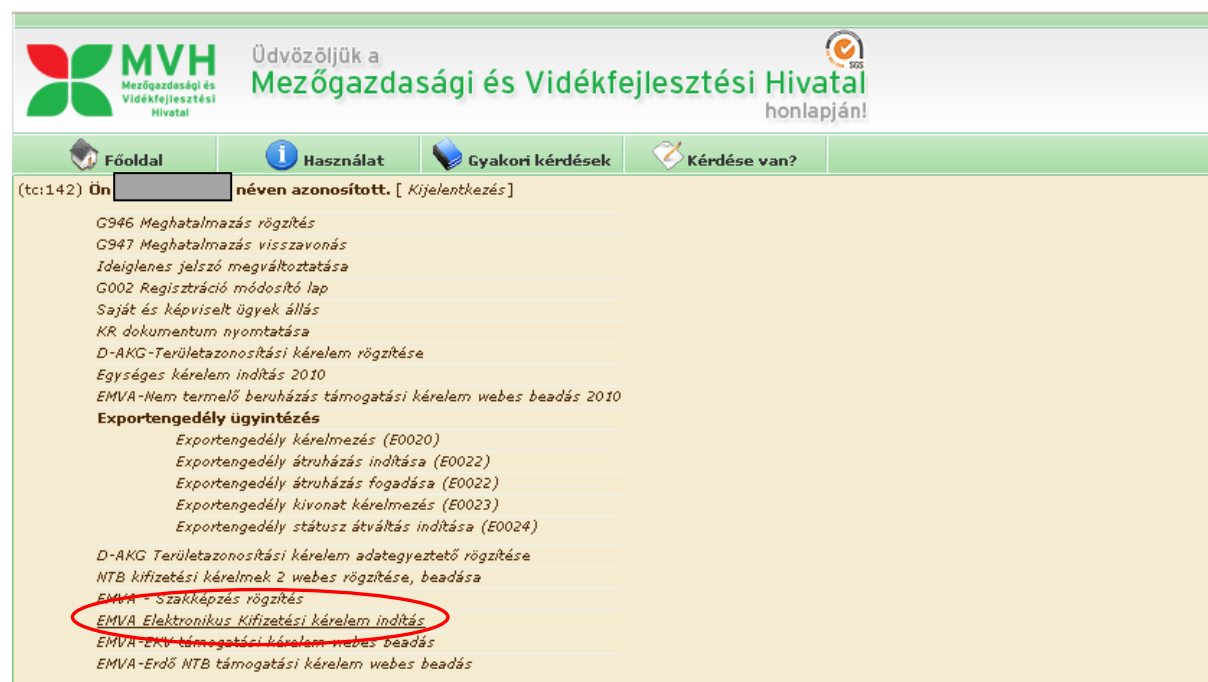 MVH
Mezőgazdasági és
Vidékfejlesztési
Hivatal
Üdvözöljük a
Mezőgazdasági és Vidékfejlesztési Hivatal
honlapján!
SGS
Főoldal
Használat
Gyakori kérdések
Kérdése van?
(tc:142) Ön néven azonosított. [ Kijelentkezés]
G946 Meghatalmazás rögzítés
G947 Meghatalmazás visszavonás
Ideiglenes jelszó megváltoztatása
G002 Regisztráció módosító lap
Saját és képviselt ügyek állás
KR dokumentum nyomtatása
D-AKG-Területazonosítási kérelem rögzítése
Egységes kérelem indítás 2010
EMVA-Nem termelő beruházás támogatási kérelem webes beadás 2010
Exportengedély ügyintézés
Exportengedély kérelmezés (E0020)
Exportengedély átruházás indítása (E0022)
Exportengedély átruházás fogadása (E0022)
Exportengedély kivonat kérelmezés (E0023)
Exportengedély státusz átváltás indítása (E0024)
D-AKG Területazonosítási kérelem adategyeztető rögzítése
NTB kifizetési kérelmek 2 webes rögzítése, beadása
EMVA - Szakképzés rögzítés
EMVA Elektronikus Kifizetési kérelem indítás
EMVA-EKV támogatási kérelem webes beadás
EMVA-Erdő NTB támogatási kérelem webes beadás